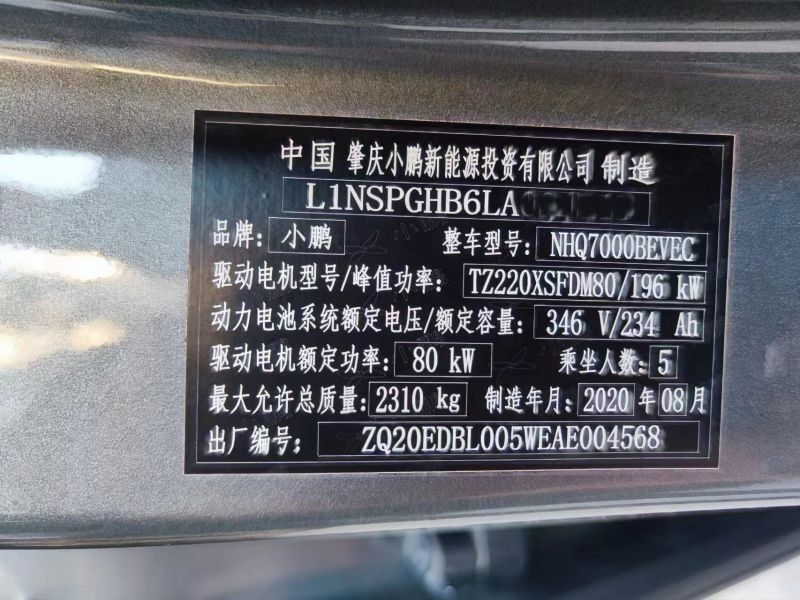 中国 肇庆小鹏新能源投资有限公司 制造
L1NSPGHB6LA
品牌: 小鹏 整车型号: NHQ7000BEVEC
驱动电机型号/峰值功率: TZ220XSFDM80/196 kW
动力电池系统额定电压/额定容量: 346 V/234 Ah
驱动电机额定功率: 80 kW 乘坐人数: 5
最大允许总质量: 2310 kg 制造年月: 2020 年 08 月
出厂编号: ZQ20EDBL005WEAE004568